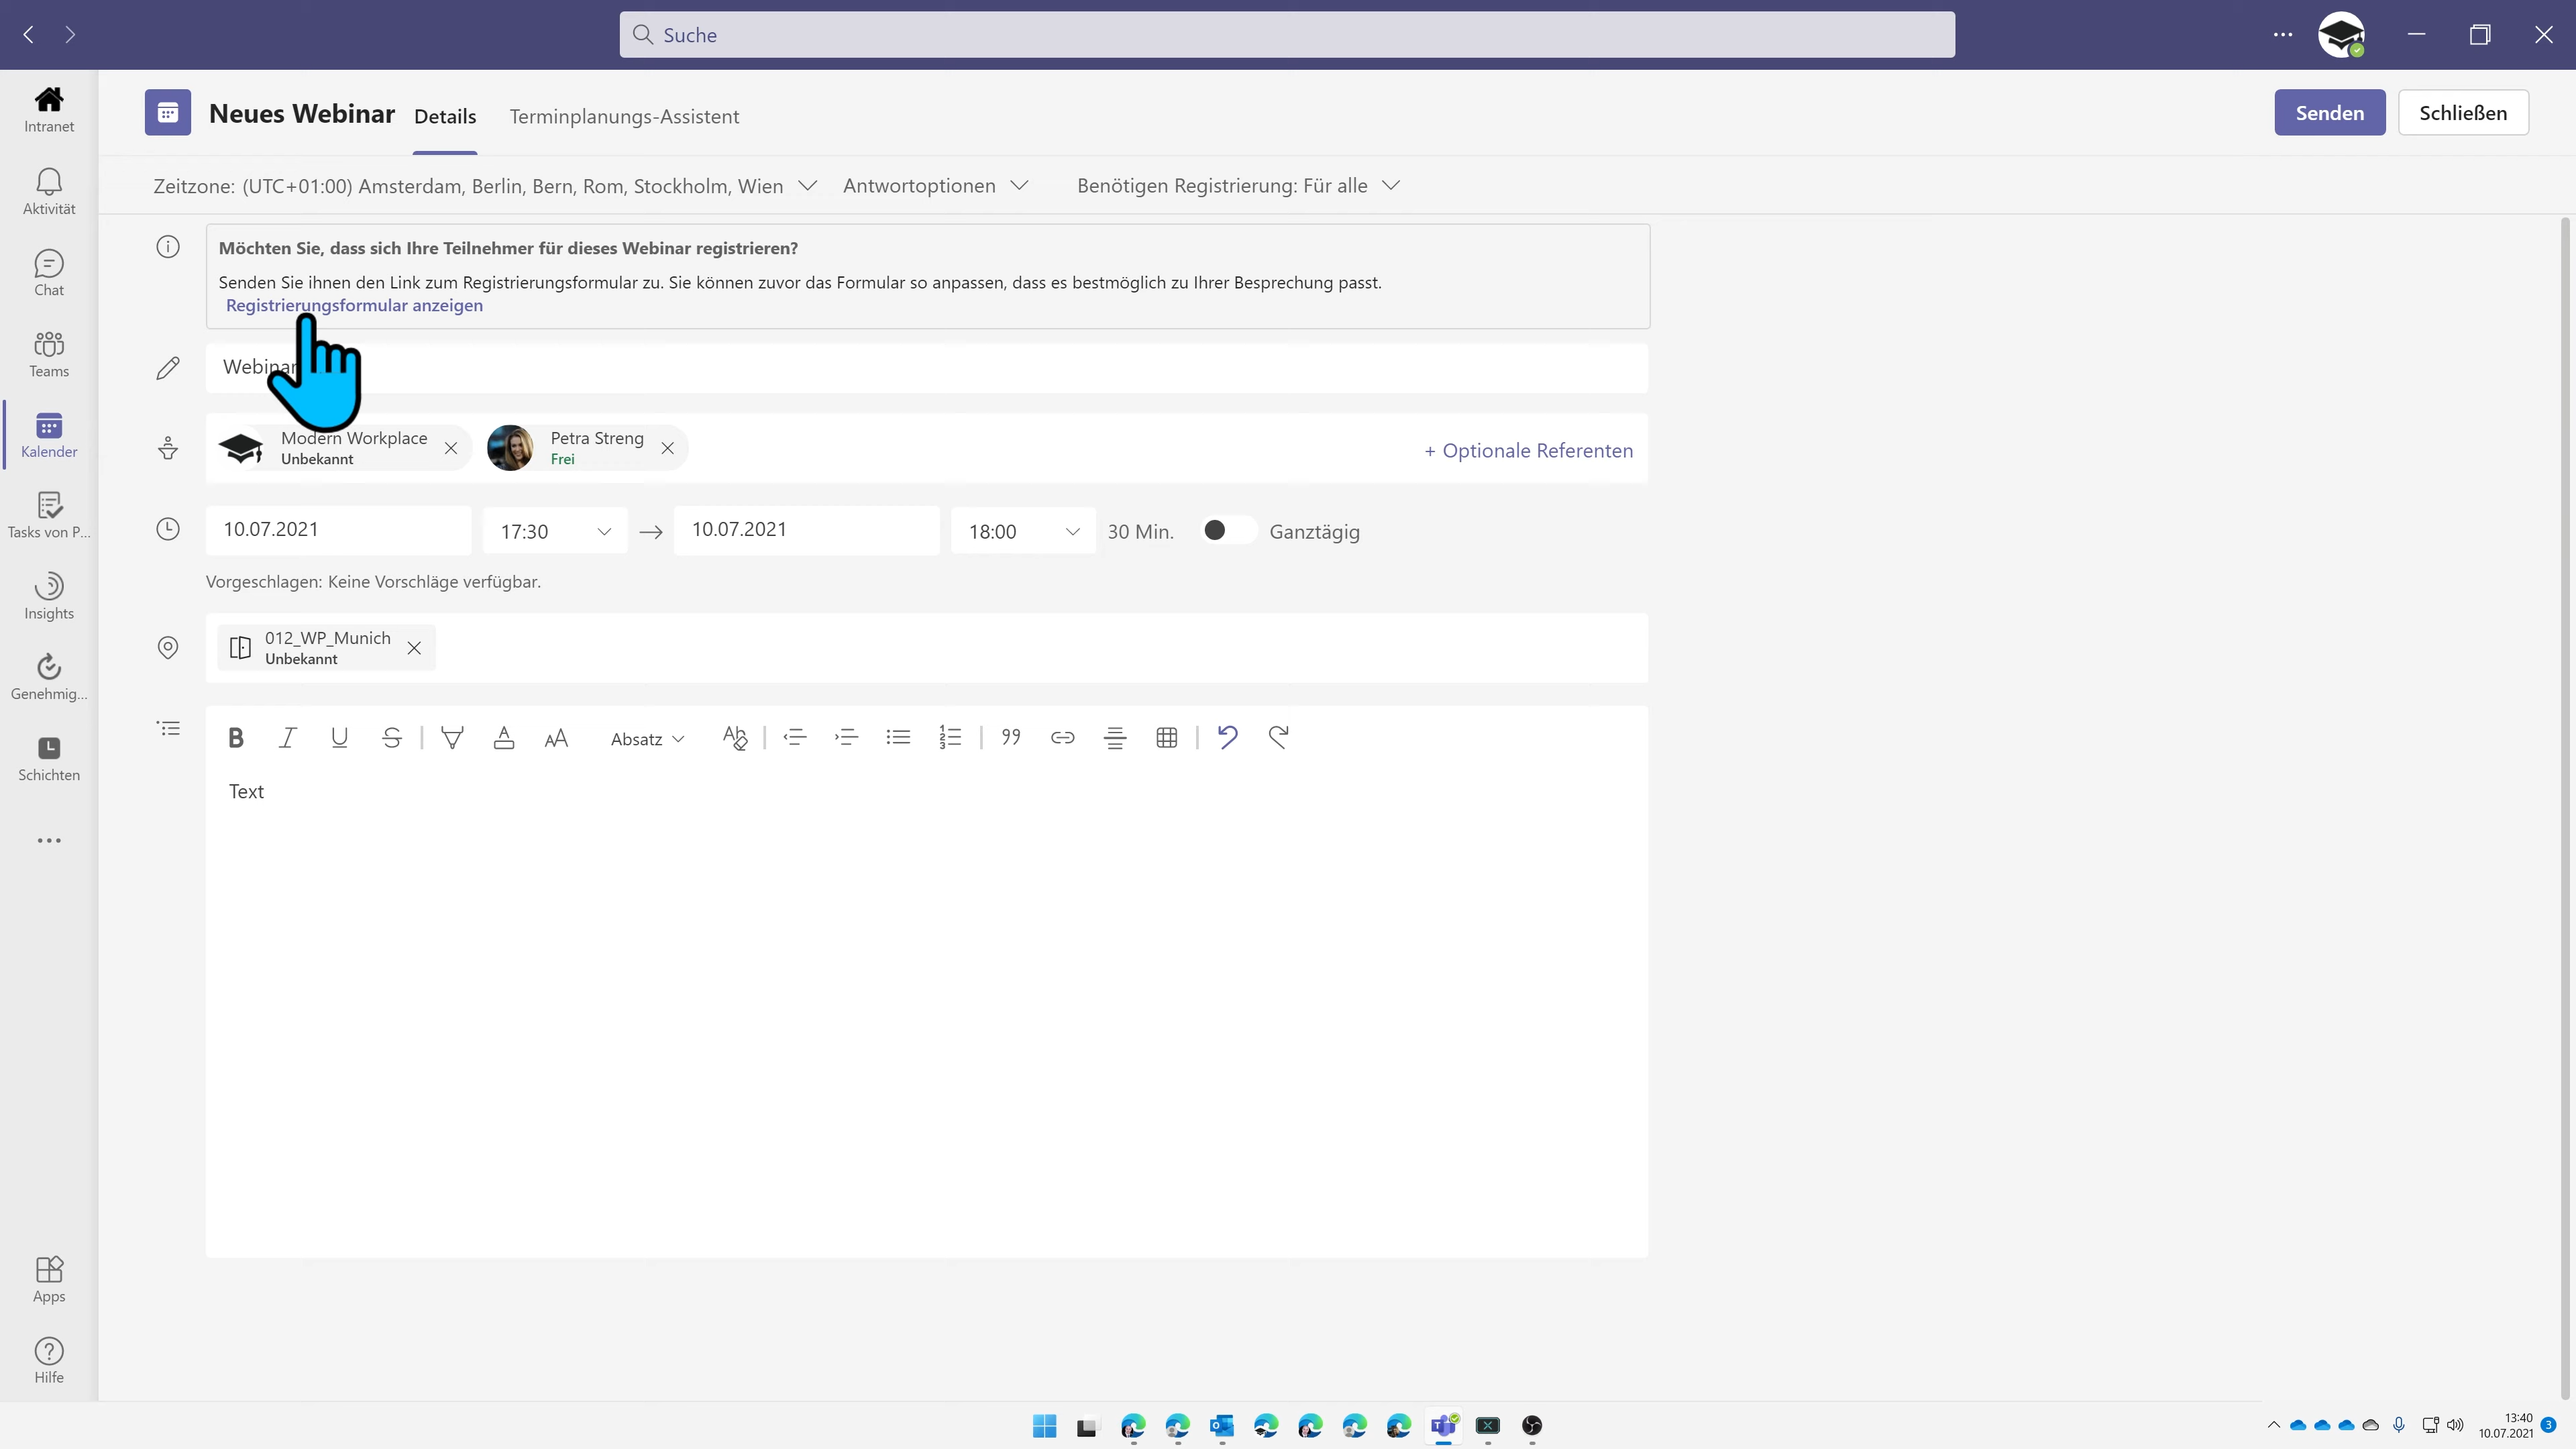 Suche
Intranet
Aktivität
Chat
Teams
Kalender
Tasks von P...
Insights
Genehmig...
Schichten
Apps
Hilfe
Neues Webinar Details Terminplanungs-Assistent Senden Schließen
Zeitzone: (UTC+01:00) Amsterdam, Berlin, Bern, Rom, Stockholm, Wien Antwortoptionen Benötigen Registrierung: Für alle
Möchten Sie, dass sich Ihre Teilnehmer für dieses Webinar registrieren?
Senden Sie ihnen den Link zum Registrierungsformular zu. Sie können zuvor das Formular so anpassen, dass es bestmöglich zu Ihrer Besprechung passt.
Registrierungsformular anzeigen
Webinar
Modern Workplace
Unbekannt
Petra Streng
Frei
+ Optionale Referenten
10.07.2021 17:30 10.07.2021 18:00 30 Min. Ganztägig
Vorgeschlagen: Keine Vorschläge verfügbar.
012_WP_Munich
Unbekannt
Absatz
Text
13:40
10.07.2021
3